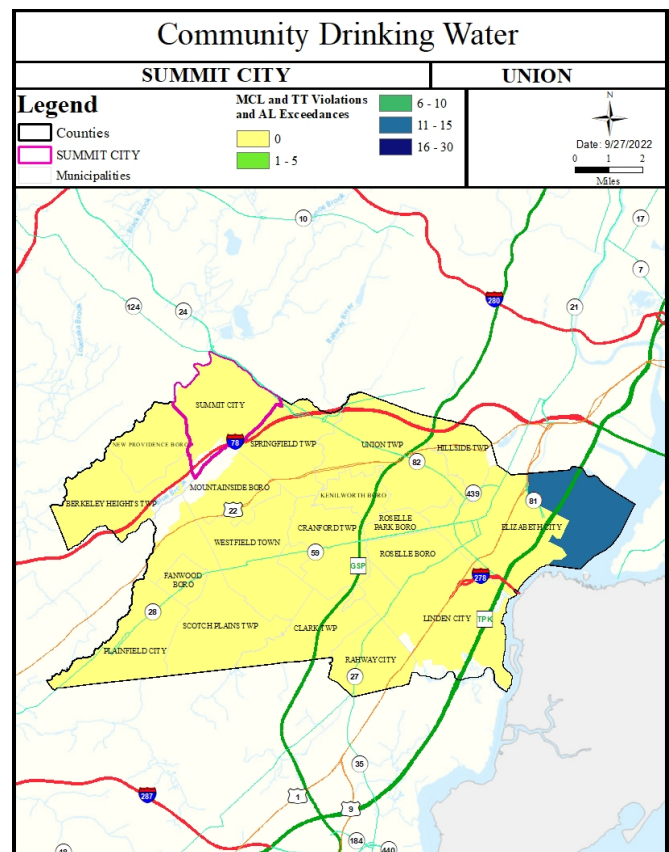 Community Drinking Water
SUMMIT CITY
UNION
Legend
Counties
SUMMIT CITY
Municipalities
MCL and TT Violations
and AL Exceedances
0
1 - 5
6 - 10
11 - 15
16 - 30
N
Date: 9/27/2022
0 1 2
Miles
10
17
7
280
21
124
24
SUMMIT CITY
NEW PROVIDENCE BORO
78
SPRINGFIELD TWP
UNION TWP
HILLSIDE TWP
82
MOUNTAINSIDE BORO
BERKELEY HEIGHTS TWP
22
KENILWORTH BORO
439
81
ELIZABETH CITY
CRANFORD TWP
ROSELLE
PARK BORO
WESTFIELD TOWN
59
ROSELLE BORO
GSP
278
FANWOOD
BORO
28
SCOTCH PLAINS TWP
CLARK TWP
LINDEN CITY
TPK
PLAINFIELD CITY
RAHWAY CITY
27
35
287
1
9
18
184
440